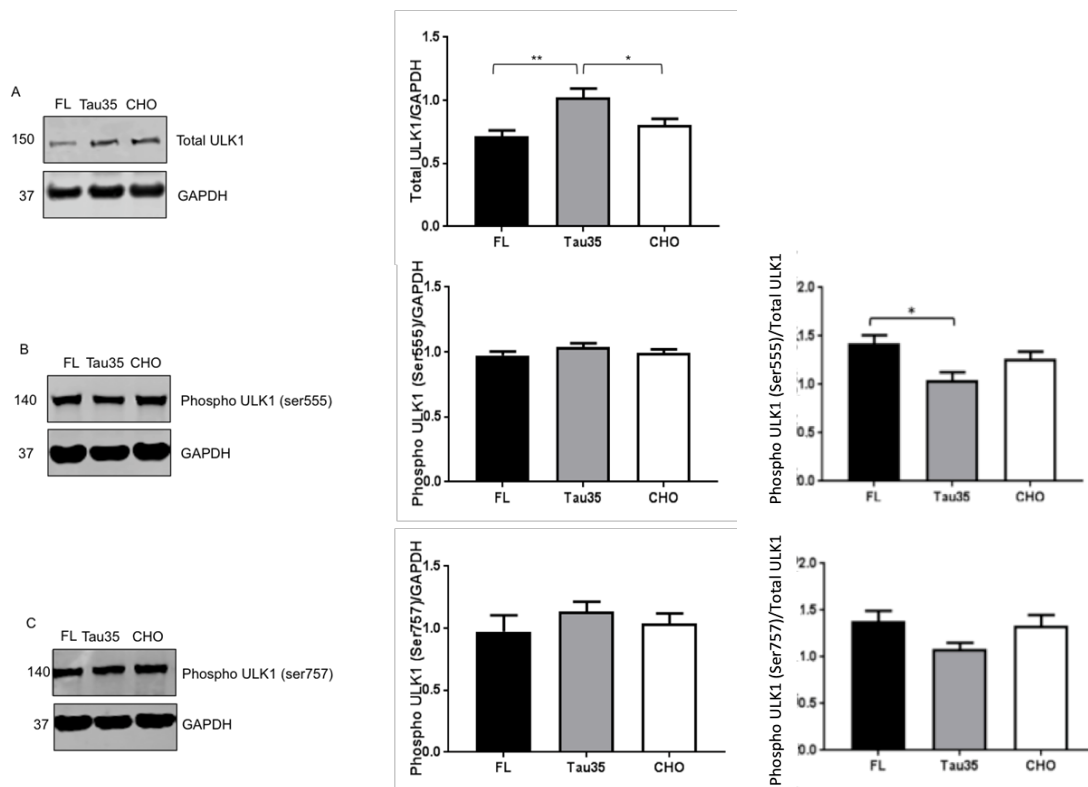 A
FL Tau35 CHO
150 Total ULK1
37 GAPDH
Total ULK1/GAPDH
1.5
1.0
0.5
0.0
** *
FL Tau35 CHO
B
FL Tau35 CHO
140 Phospho ULK1 (ser555)
37 GAPDH
Phospho ULK1 (Ser555)/GAPDH
1.5
1.0
0.5
0.0
FL Tau35 CHO
Phospho ULK1 (Ser555)/Total ULK1
2.0
1.5
1.0
0.5
0.0
*
FL Tau35 CHO
C
FL Tau35 CHO
140 Phospho ULK1 (ser757)
37 GAPDH
Phospho ULK1 (Ser757)/GAPDH
1.5
1.0
0.5
0.0
FL Tau35 CHO
Phospho ULK1 (Ser757)/Total ULK1
2.0
1.5
1.0
0.5
0.0
FL Tau35 CHO